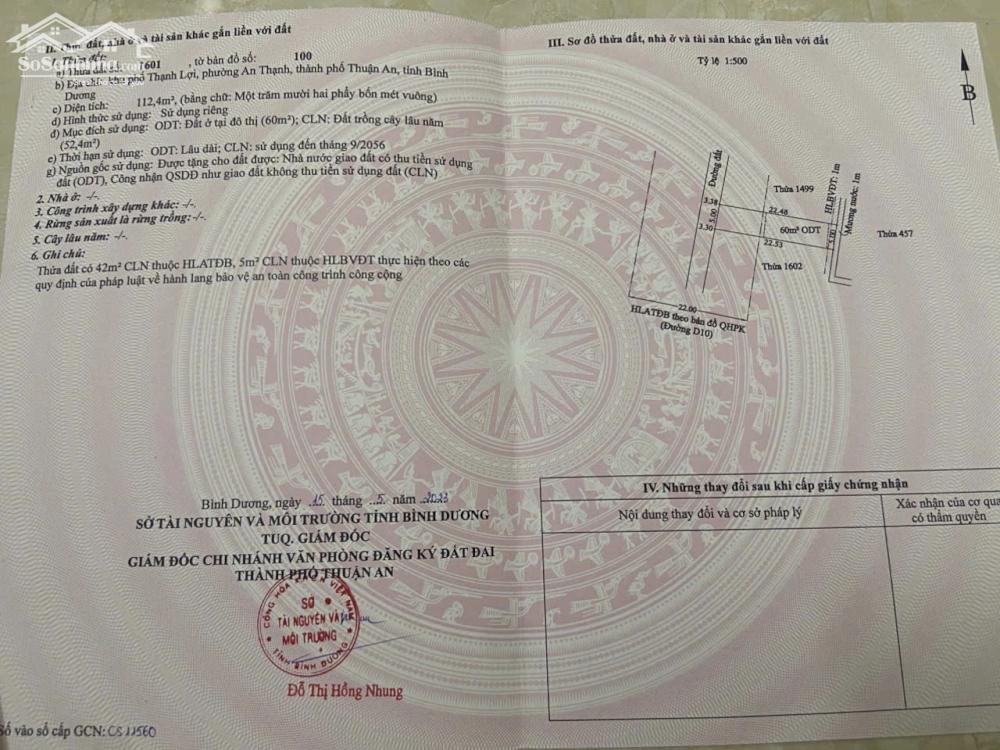 II. Thửa đất, nhà ở và tài sản khác gắn liền với đất
a) Thửa đất số: 1601 , tờ bản đồ số: 100
b) Địa chỉ: khu phố Thạnh Lợi, phường An Thạnh, thành phố Thuận An, tỉnh Bình
Dương
c) Diện tích: 112,4m², (bằng chữ: Một trăm mười hai phẩy bốn mét vuông)
d) Hình thức sử dụng: Sử dụng riêng
đ) Mục đích sử dụng: ODT: Đất ở tại đô thị (60m²); CLN: Đất trồng cây lâu năm
(52,4m²)
e) Thời hạn sử dụng: ODT: Lâu dài; CLN: sử dụng đến tháng 9/2056
g) Nguồn gốc sử dụng: Được tặng cho đất được: Nhà nước giao đất có thu tiền sử dụng
đất (ODT), Công nhận QSDĐ như giao đất không thu tiền sử dụng đất (CLN)
2. Nhà ở: -/-.
3. Công trình xây dựng khác: -/-.
4. Rừng sản xuất là rừng trồng: -/-.
5. Cây lâu năm: -/-.
6. Ghi chú:
Thửa đất có 42m² CLN thuộc HLATĐB, 5m² CLN thuộc HLBVĐT thực hiện theo các
quy định của pháp luật về hành lang bảo vệ an toàn công trình công cộng
Bình Dương, ngày 15 tháng 5 năm 2023
SỞ TÀI NGUYÊN VÀ MÔI TRƯỜNG TỈNH BÌNH DƯƠNG
TUQ. GIÁM ĐỐC
GIÁM ĐỐC CHI NHÁNH VĂN PHÒNG ĐĂNG KÝ ĐẤT ĐAI
THÀNH PHỐ THUẬN AN
SỞ
TÀI NGUYÊN VÀ
MÔI TRƯỜNG
TỈNH BÌNH DƯƠNG
Đỗ Thị Hồng Nhung
Số vào sổ cấp GCN: CS 11560
III. Sơ đồ thửa đất, nhà ở và tài sản khác gắn liền với đất
Tỷ lệ 1:500
B
Đường đất
Thửa 1499
HLBVĐT: 1m
Mương nước: 1m
3.38
5.00
22.48
60m² ODT
5.00
Thửa 457
3.30
22.53
Thửa 1602
22.00
HLATĐB theo bản đồ QHPK
(Đường D10)
IV. Những thay đổi sau khi cấp giấy chứng nhận
Nội dung thay đổi và cơ sở pháp lý
Xác nhận của cơ qua
có thẩm quyền